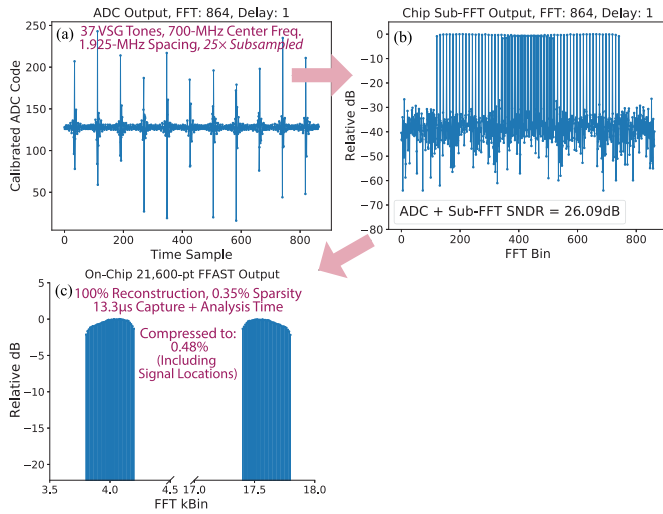 ADC Output, FFT: 864, Delay: 1
(a)
37 VSG Tones, 700-MHz Center Freq.
1.925-MHz Spacing, 25× Subsampled
Calibrated ADC Code
250
200
150
100
50
0
200
400
600
800
Time Sample
Chip Sub-FFT Output, FFT: 864, Delay: 1
(b)
Relative dB
0
−10
−20
−30
−40
−50
−60
−70
−80
ADC + Sub-FFT SNDR = 26.09dB
0
200
400
600
800
FFT Bin
On-Chip 21,600-pt FFAST Output
(c)
100% Reconstruction, 0.35% Sparsity
13.3μs Capture + Analysis Time
Compressed to:
0.48%
(Including
Signal Locations)
Relative dB
0
−5
−10
−15
−20
3.5
4.0
4.5
17.0
17.5
18.0
FFT kBin